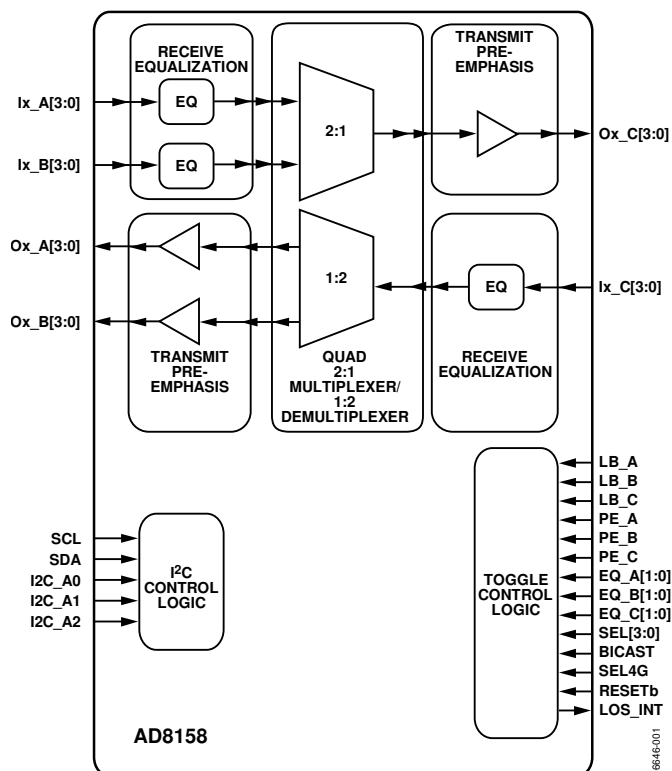 RECEIVE
EQUALIZATION
TRANSMIT
PRE-
EMPHASIS
Ix_A[3:0]
EQ
2:1
Ox_C[3:0]
Ix_B[3:0]
EQ
Ox_A[3:0]
1:2
EQ
Ix_C[3:0]
Ox_B[3:0]
TRANSMIT
PRE-
EMPHASIS
QUAD
2:1
MULTIPLEXER/
1:2
DEMULTIPLEXER
RECEIVE
EQUALIZATION
SCL
SDA
I2C_A0
I2C_A1
I2C_A2
I²C
CONTROL
LOGIC
TOGGLE
CONTROL
LOGIC
LB_A
LB_B
LB_C
PE_A
PE_B
PE_C
EQ_A[1:0]
EQ_B[1:0]
EQ_C[1:0]
SEL[3:0]
BICAST
SEL4G
RESETb
LOS_INT
AD8158
6646-001